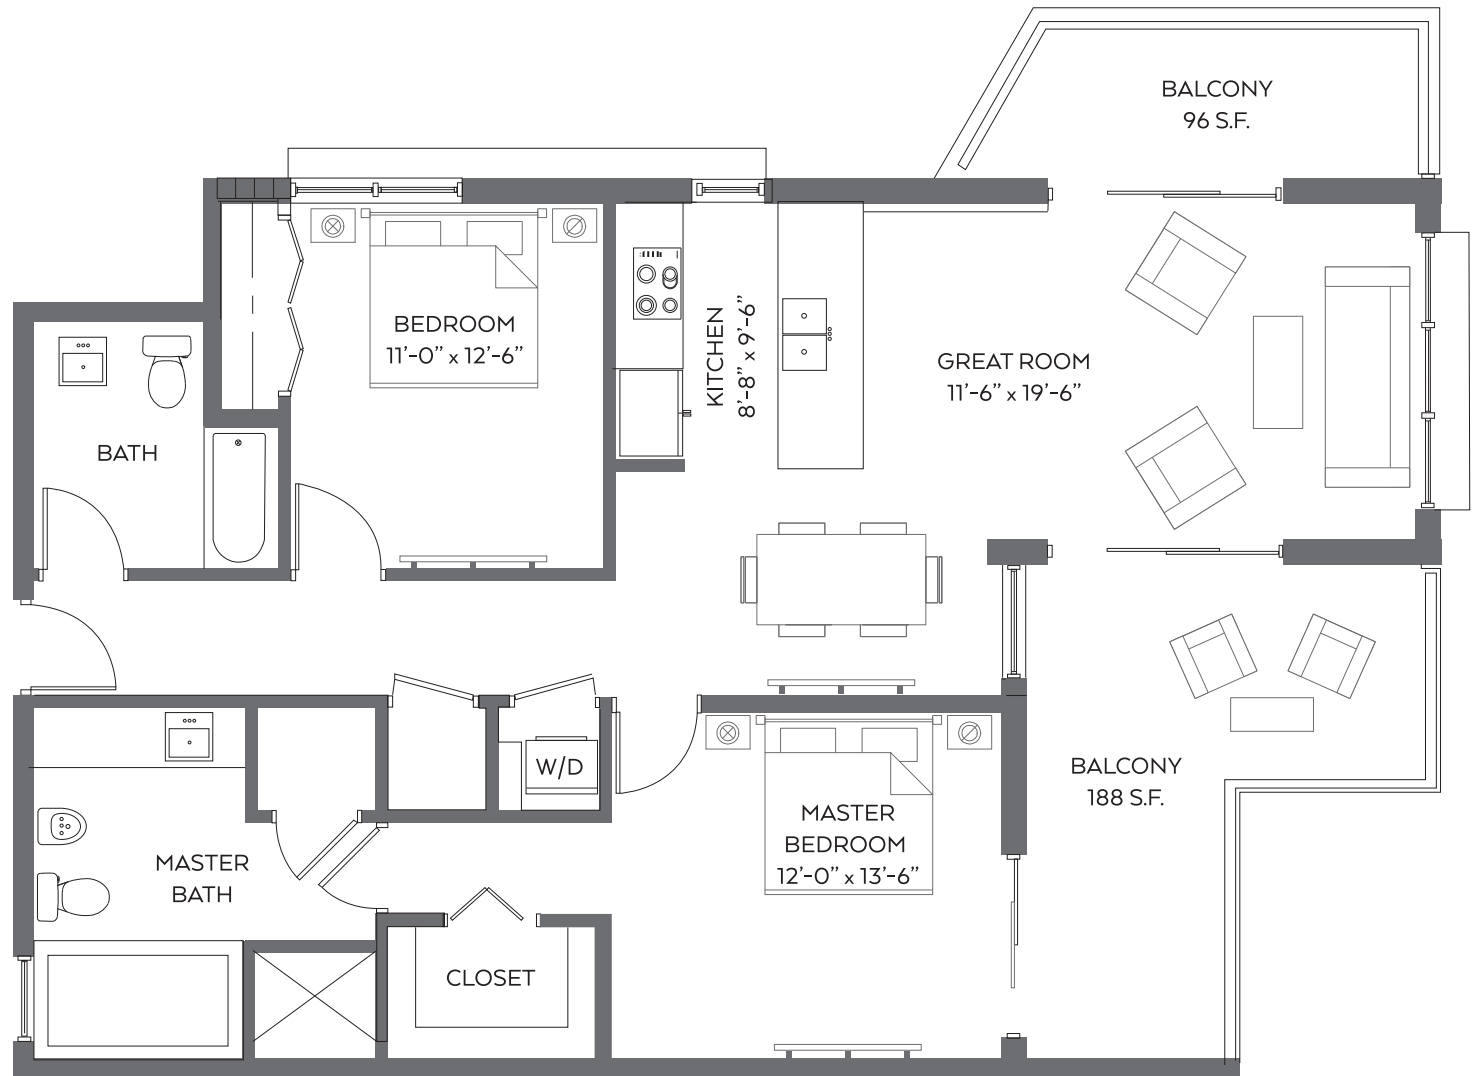 BALCONY
96 S.F.
BEDROOM
11’-0” x 12’-6”
KITCHEN
8’-8” x 9’-6”
GREAT ROOM
11’-6” x 19’-6”
BATH
W/D
BALCONY
188 S.F.
MASTER
BEDROOM
12’-0” x 13’-6”
MASTER
BATH
CLOSET